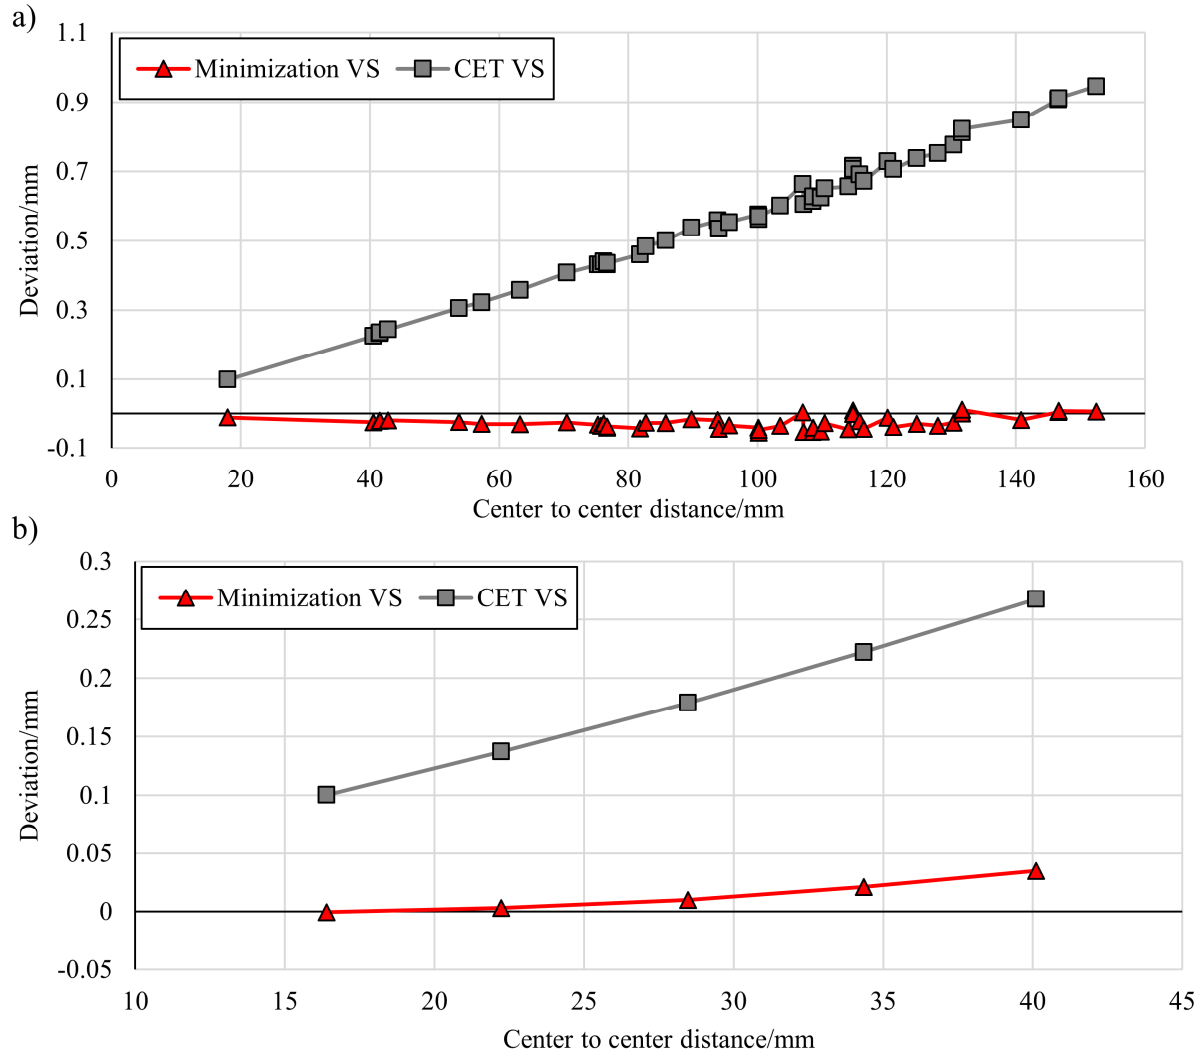 a)
Minimization VS
CET VS
1.1
0.9
0.7
0.5
0.3
0.1
-0.1
Deviation/mm
0 20 40 60 80 100 120 140 160
Center to center distance/mm
b)
Minimization VS
CET VS
0.3
0.25
0.2
0.15
0.1
0.05
0
-0.05
Deviation/mm
10 15 20 25 30 35 40 45
Center to center distance/mm